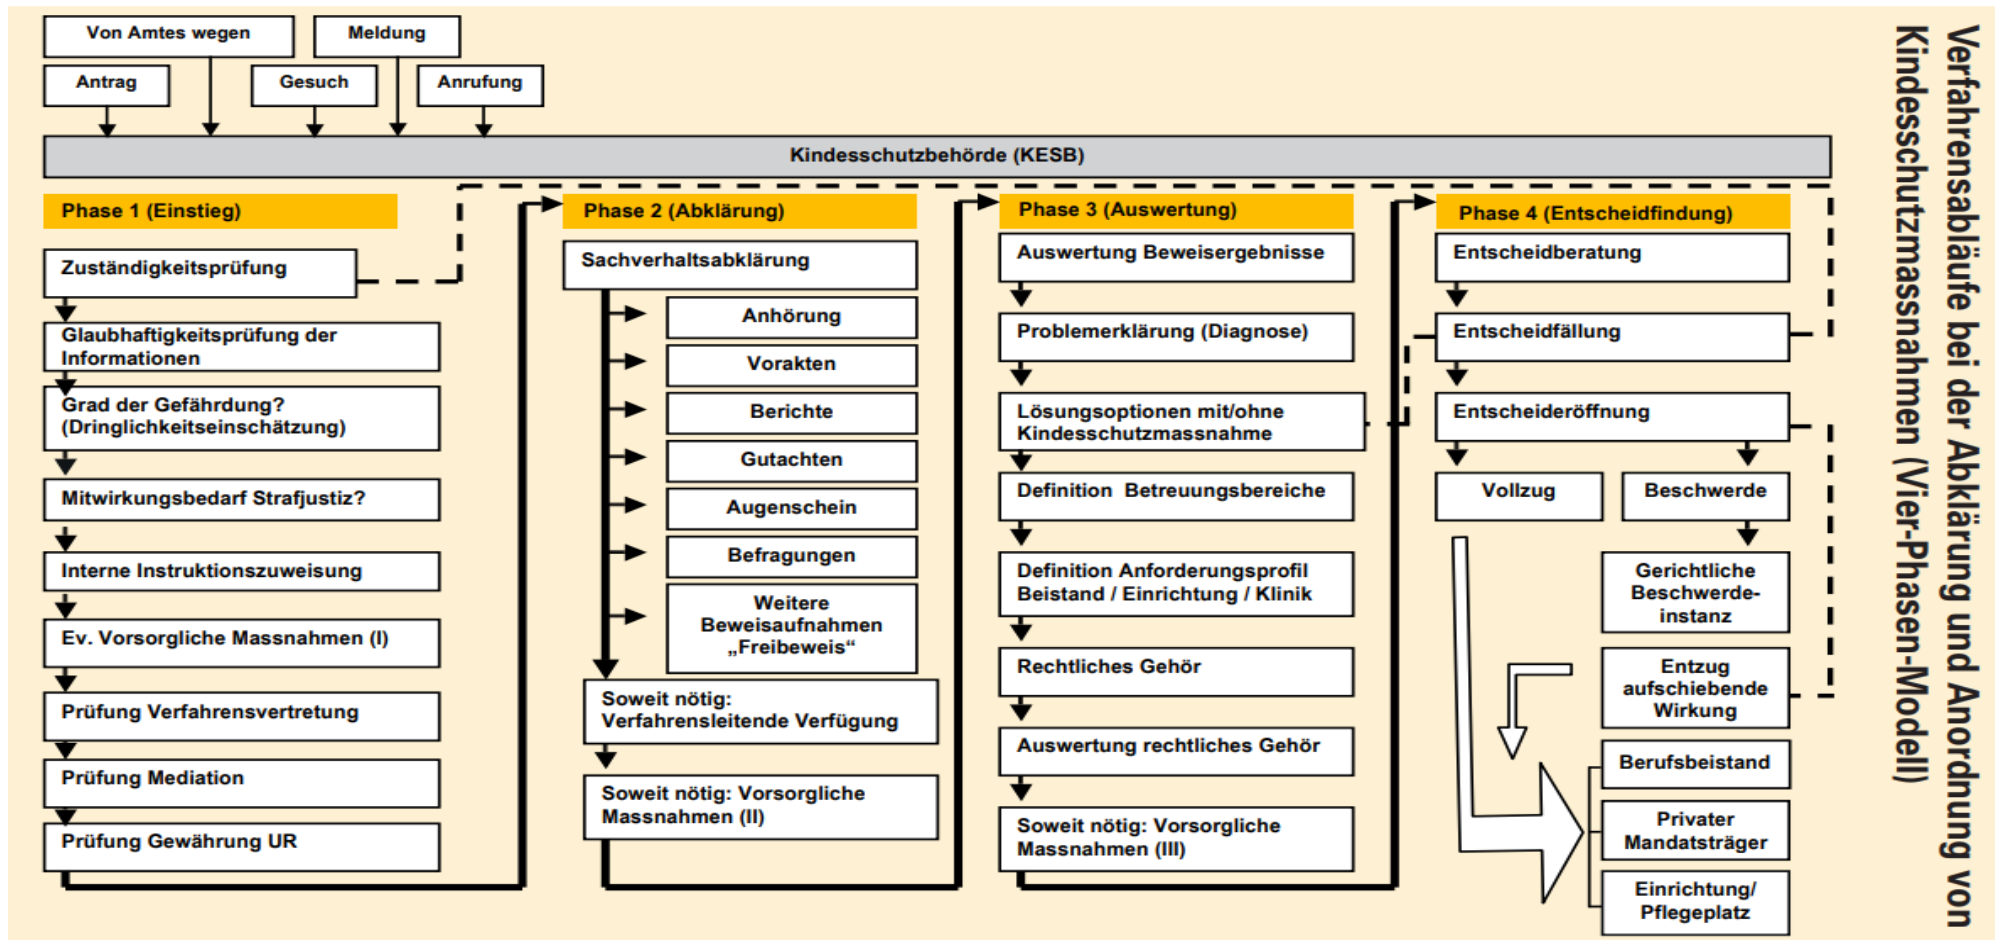 Von Amtes wegen
Meldung
Antrag
Gesuch
Anrufung
Kindesschutzbehörde (KESB)
Phase 1 (Einstieg)
Zuständigkeitsprüfung
Glaubhaftigkeitsprüfung der
Informationen
Grad der Gefährdung?
(Dringlichkeitseinschätzung)
Mitwirkungsbedarf Strafjustiz?
Interne Instruktionszuweisung
Ev. Vorsorgliche Massnahmen (I)
Prüfung Verfahrensvertretung
Prüfung Mediation
Prüfung Gewährung UR
Phase 2 (Abklärung)
Sachverhaltsabklärung
Anhörung
Vorakten
Berichte
Gutachten
Augenschein
Befragungen
Weitere
Beweisaufnahmen
„Freibeweis“
Soweit nötig:
Verfahrensleitende Verfügung
Soweit nötig: Vorsorgliche
Massnahmen (II)
Phase 3 (Auswertung)
Auswertung Beweisergebnisse
Problemerklärung (Diagnose)
Lösungsoptionen mit/ohne
Kindesschutzmassnahme
Definition Betreuungsbereiche
Definition Anforderungsprofil
Beistand / Einrichtung / Klinik
Rechtliches Gehör
Auswertung rechtliches Gehör
Soweit nötig: Vorsorgliche
Massnahmen (III)
Phase 4 (Entscheidfindung)
Entscheidberatung
Entscheidfällung
Entscheideröffnung
Vollzug
Beschwerde
Gerichtliche
Beschwerde-
instanz
Entzug
aufschiebende
Wirkung
Berufsbeistand
Privater
Mandatsträger
Einrichtung/
Pflegeplatz
Verfahrensabläufe bei der Abklärung und Anordnung von
Kindesschutzmassnahmen (Vier-Phasen-Modell)